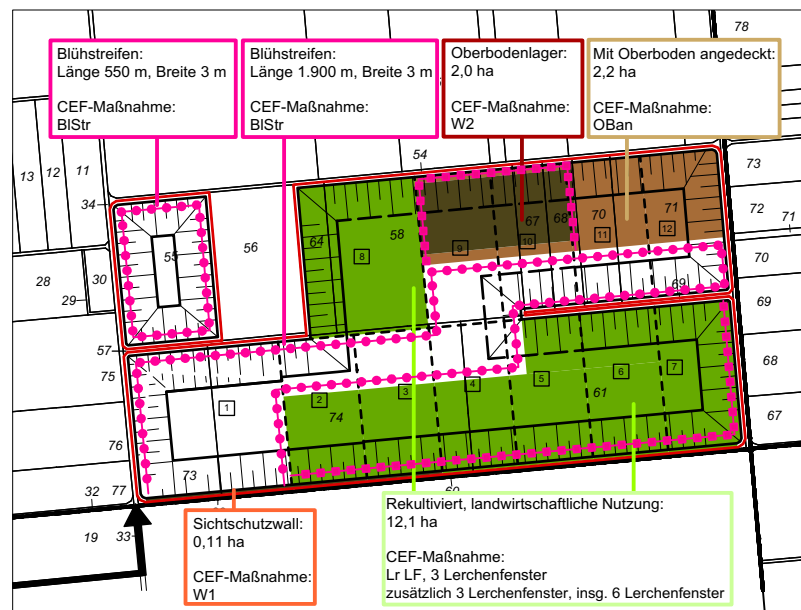 Blühstreifen:
Länge 550 m, Breite 3 m
CEF-Maßnahme:
BlStr
Blühstreifen:
Länge 1.900 m, Breite 3 m
CEF-Maßnahme:
BlStr
Oberbodenlager:
2,0 ha
CEF-Maßnahme:
W2
Mit Oberboden angedeckt:
2,2 ha
CEF-Maßnahme:
OBan
78
13
12
11
54
73
34
72
71
56
55
64
58
67
68
70
71
8
9
10
11
12
28
29
30
70
69
69
57
75
68
76
67
1
2
3
4
5
6
7
74
61
73
32
77
19
33
Sichtschutzwall:
0,11 ha
CEF-Maßnahme:
W1
Rekultiviert, landwirtschaftliche Nutzung:
12,1 ha
CEF-Maßnahme:
Lr LF, 3 Lerchenfenster
zusätzlich 3 Lerchenfenster, insg. 6 Lerchenfenster